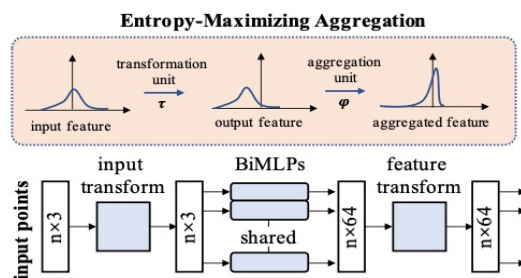 Entropy-Maximizing Aggregation
transformation
unit
τ
aggregation
unit
φ
input feature
output feature
aggregated feature
input points
n×3
input
transform
n×3
BiMLPs
shared
n×64
feature
transform
n×64